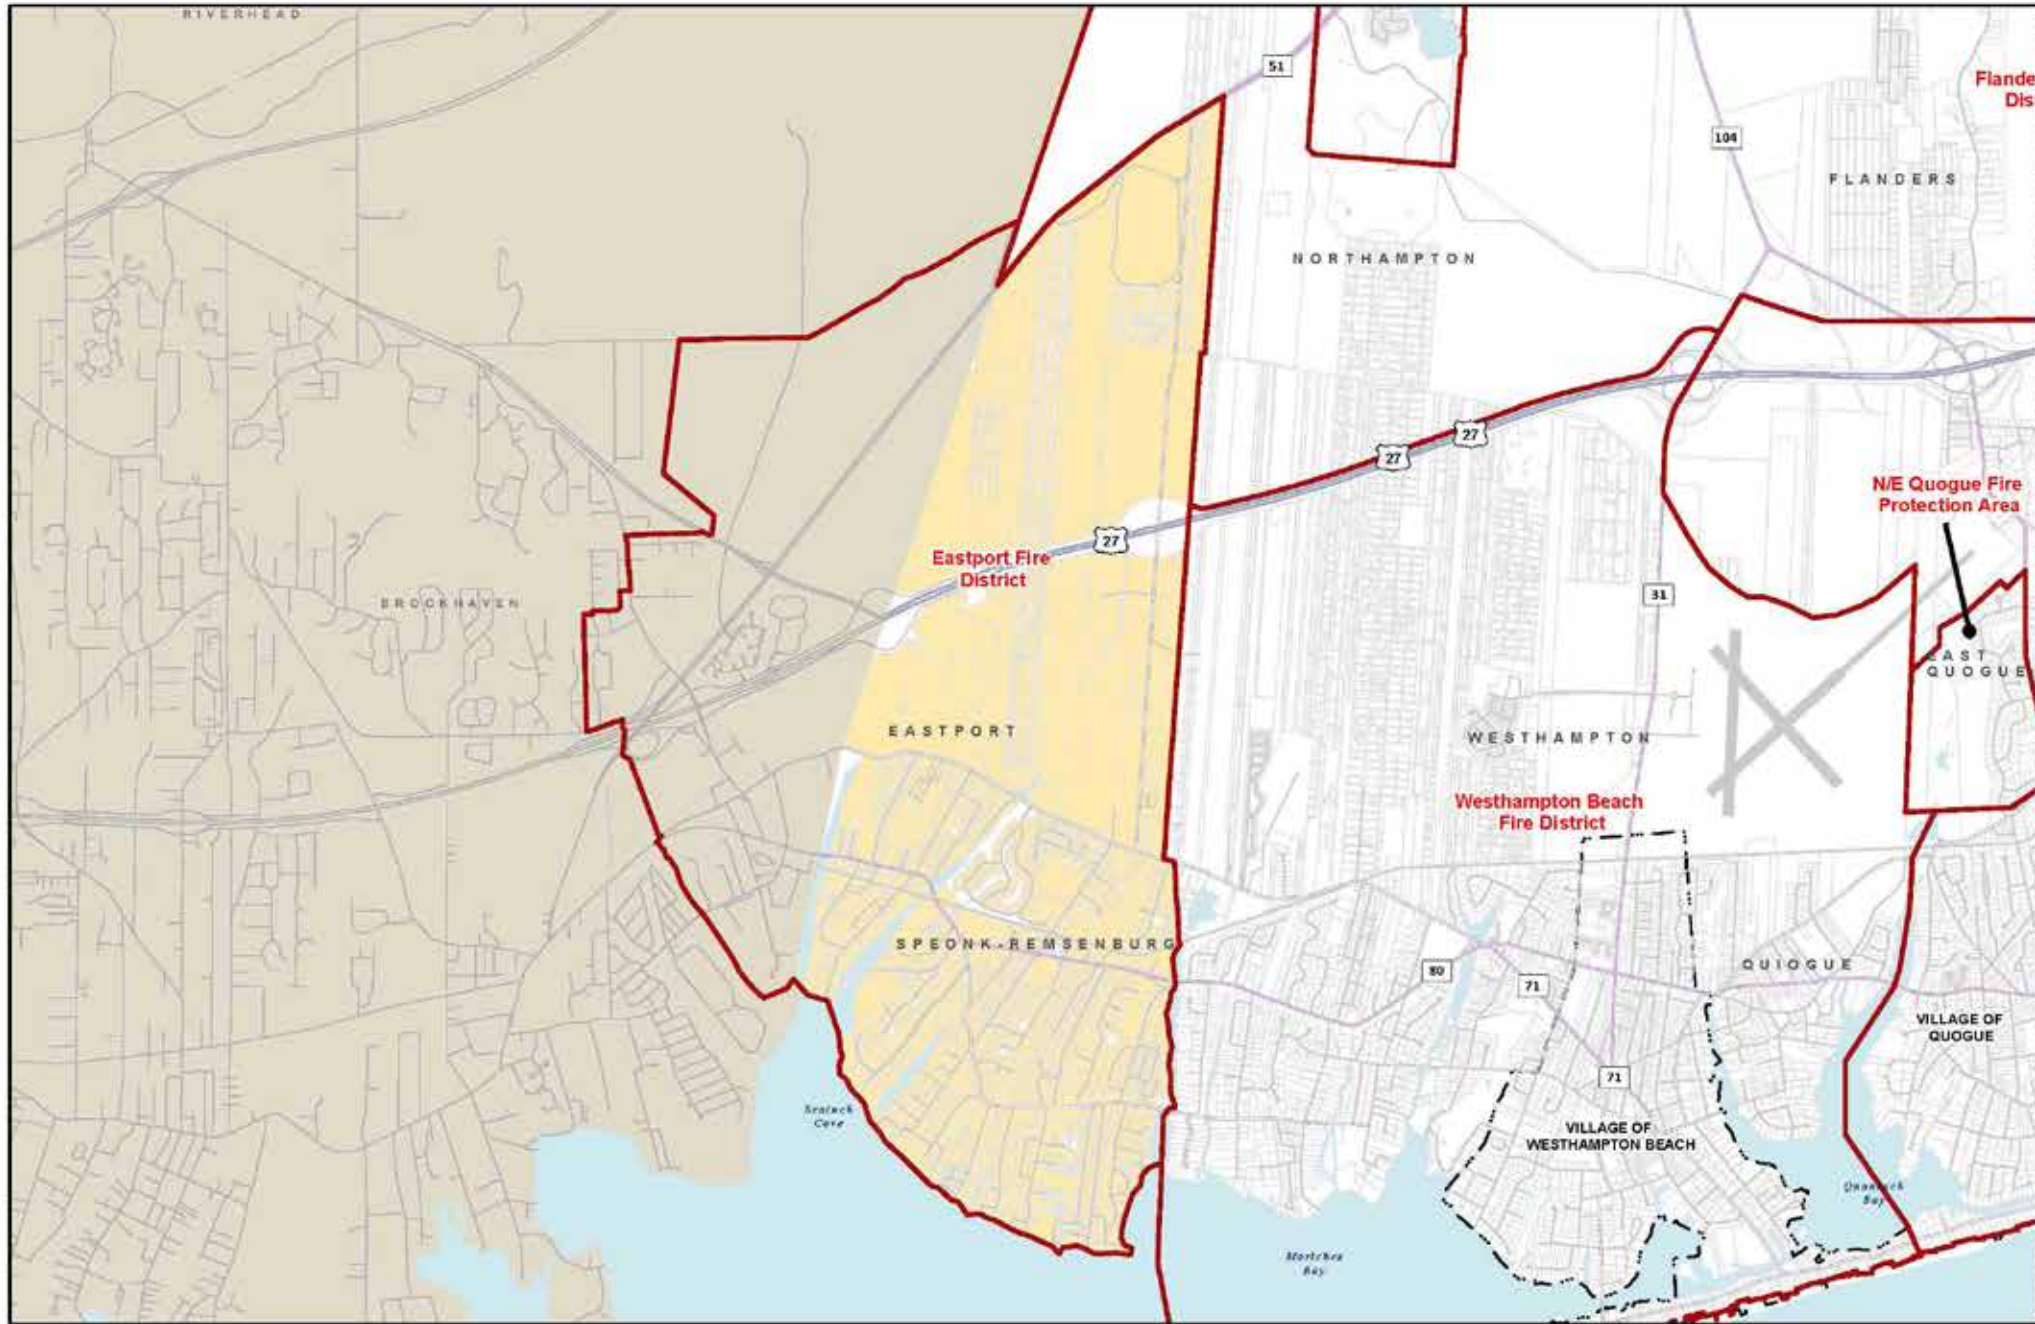 RIVERHEAD
51
Flande
Dis
104
FLANDERS
NORTHAMPTON
27
27
N/E Quogue Fire
Protection Area
27
Eastport Fire
District
31
BROOKHAVEN
EAST
QUOGUE
EASTPORT
WESTHAMPTON
Westhampton Beach
Fire District
SPEONK-REMSENBURG
80
71
QUIOGUE
VILLAGE OF
QUOGUE
71
Cove
VILLAGE OF
WESTHAMPTON BEACH
Quantuck
Bay
Moriches
Bay